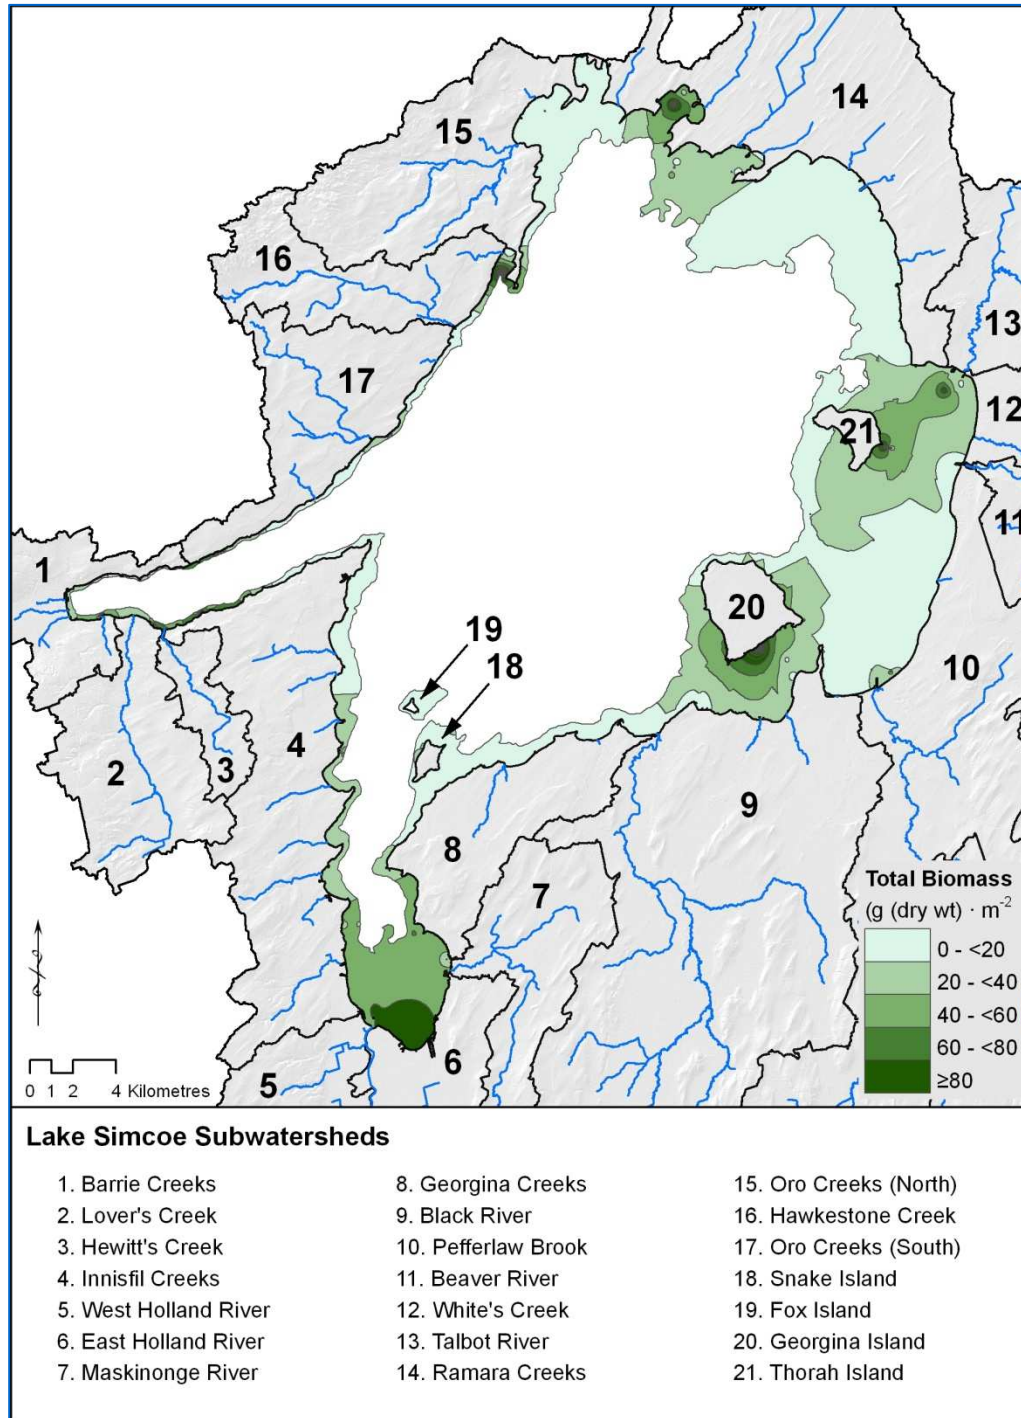 14
15
16
13
17
12
21
11
1
20
19
18
10
4
2
3
9
8
7
Total Biomass
(g (dry wt) · m-2
0 - <20
20 - <40
40 - <60
60 - <80
≥80
6
5
0 1 2 4 Kilometres
Lake Simcoe Subwatersheds
1. Barrie Creeks
2. Lover's Creek
3. Hewitt's Creek
4. Innisfil Creeks
5. West Holland River
6. East Holland River
7. Maskinonge River
8. Georgina Creeks
9. Black River
10. Pefferlaw Brook
11. Beaver River
12. White's Creek
13. Talbot River
14. Ramara Creeks
15. Oro Creeks (North)
16. Hawkestone Creek
17. Oro Creeks (South)
18. Snake Island
19. Fox Island
20. Georgina Island
21. Thorah Island